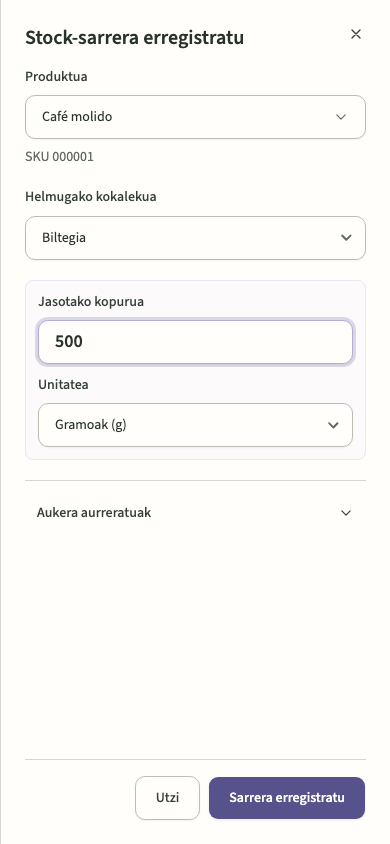 Stock-sarrera erregistratu
Produktua
Café molido
SKU 000001
Helmugako kokalekua
Biltegia
Jasotako kopurua
500
Unitatea
Gramoak (g)
Aukera aurreratuak
Utzi
Sarrera erregistratu